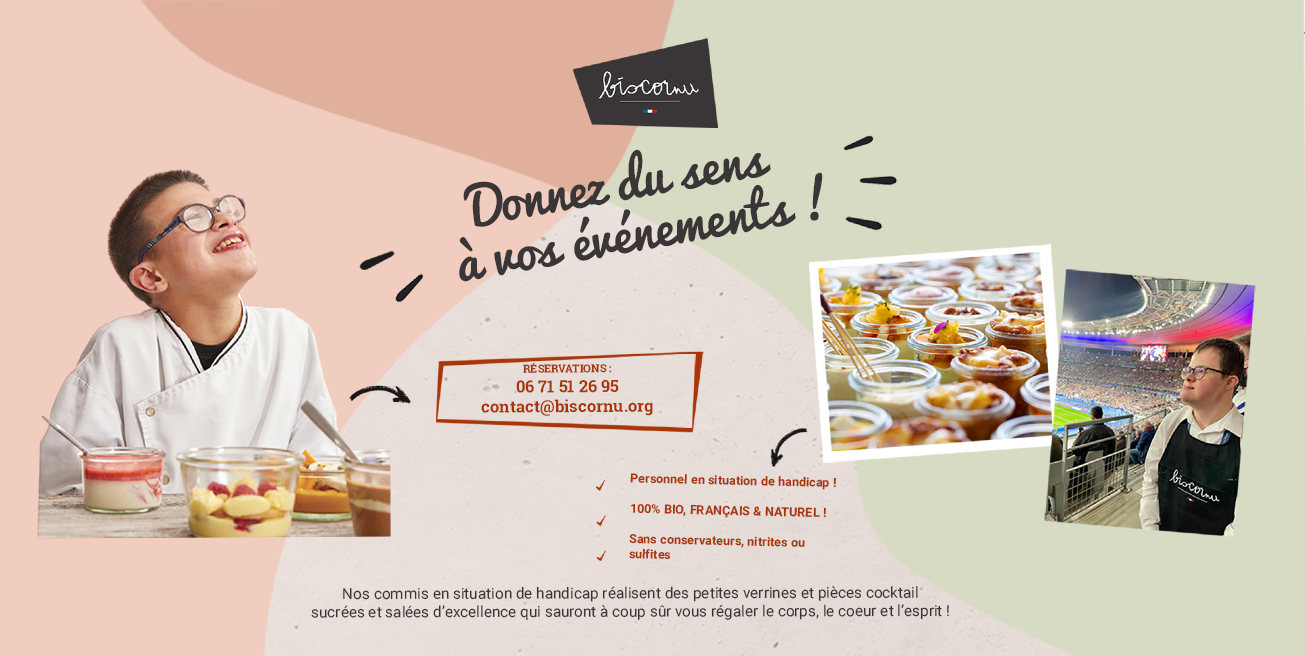 biscornu
Donnez du sens
à vos événements !
RÉSERVATIONS :
06 71 51 26 95
contact@biscornu.org
Personnel en situation de handicap !
100% BIO, FRANÇAIS & NATUREL !
Sans conservateurs, nitrites ou
sulfites
biscornu
Nos commis en situation de handicap réalisent des petites verrines et pièces cocktail
sucrées et salées d’excellence qui sauront à coup sûr vous régaler le corps, le coeur et l’esprit !